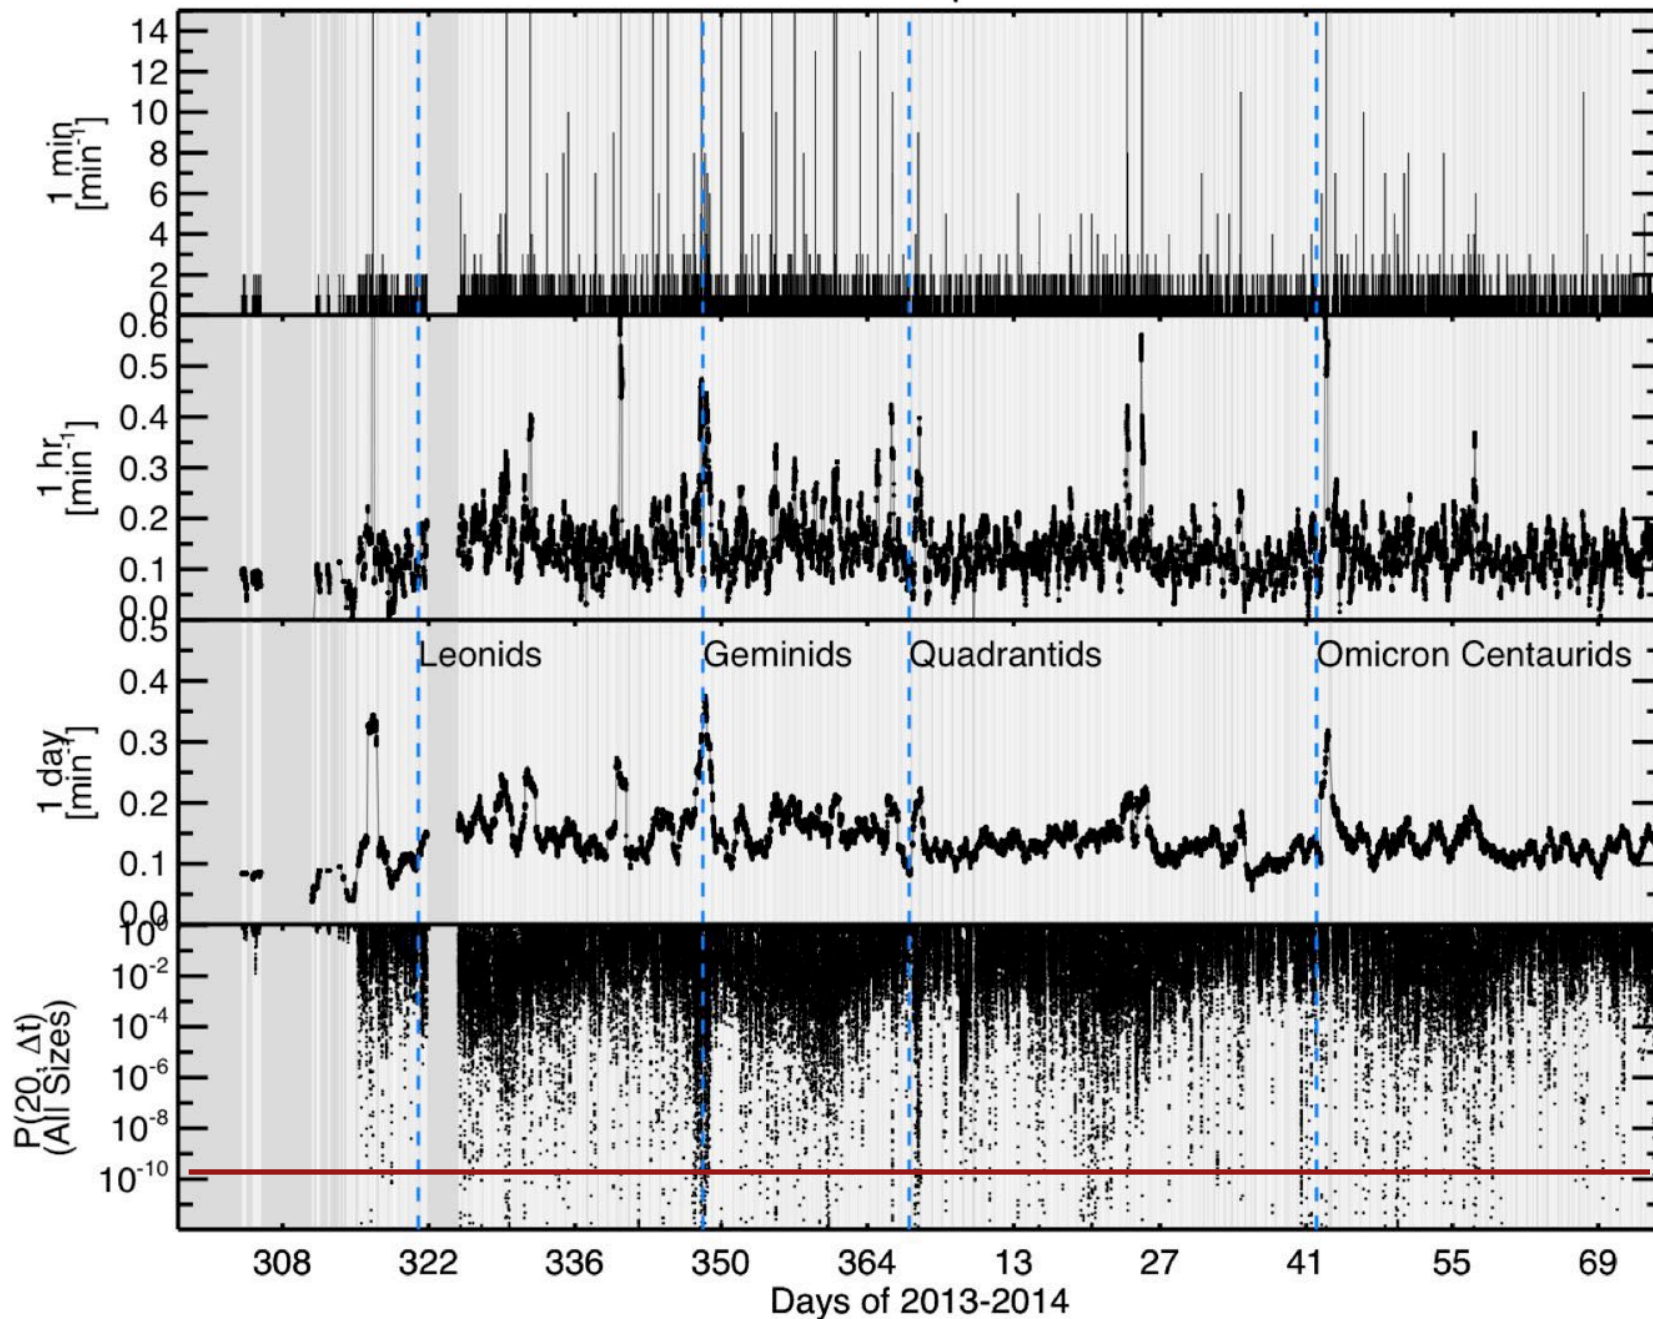 14
12
10
8
6
4
2
0
1 min
[min⁻¹]
0.6
0.5
0.4
0.3
0.2
0.1
0.0
1 hr
[min⁻¹]
0.5
0.4
0.3
0.2
0.1
0.0
1 day
[min⁻¹]
Leonids Geminids Quadrantids Omicron Centaurids
10⁰
10⁻²
10⁻⁴
10⁻⁶
10⁻⁸
10⁻¹⁰
P(20, Δt)
(All Sizes)
308 322 336 350 364 13 27 41 55 69
Days of 2013-2014